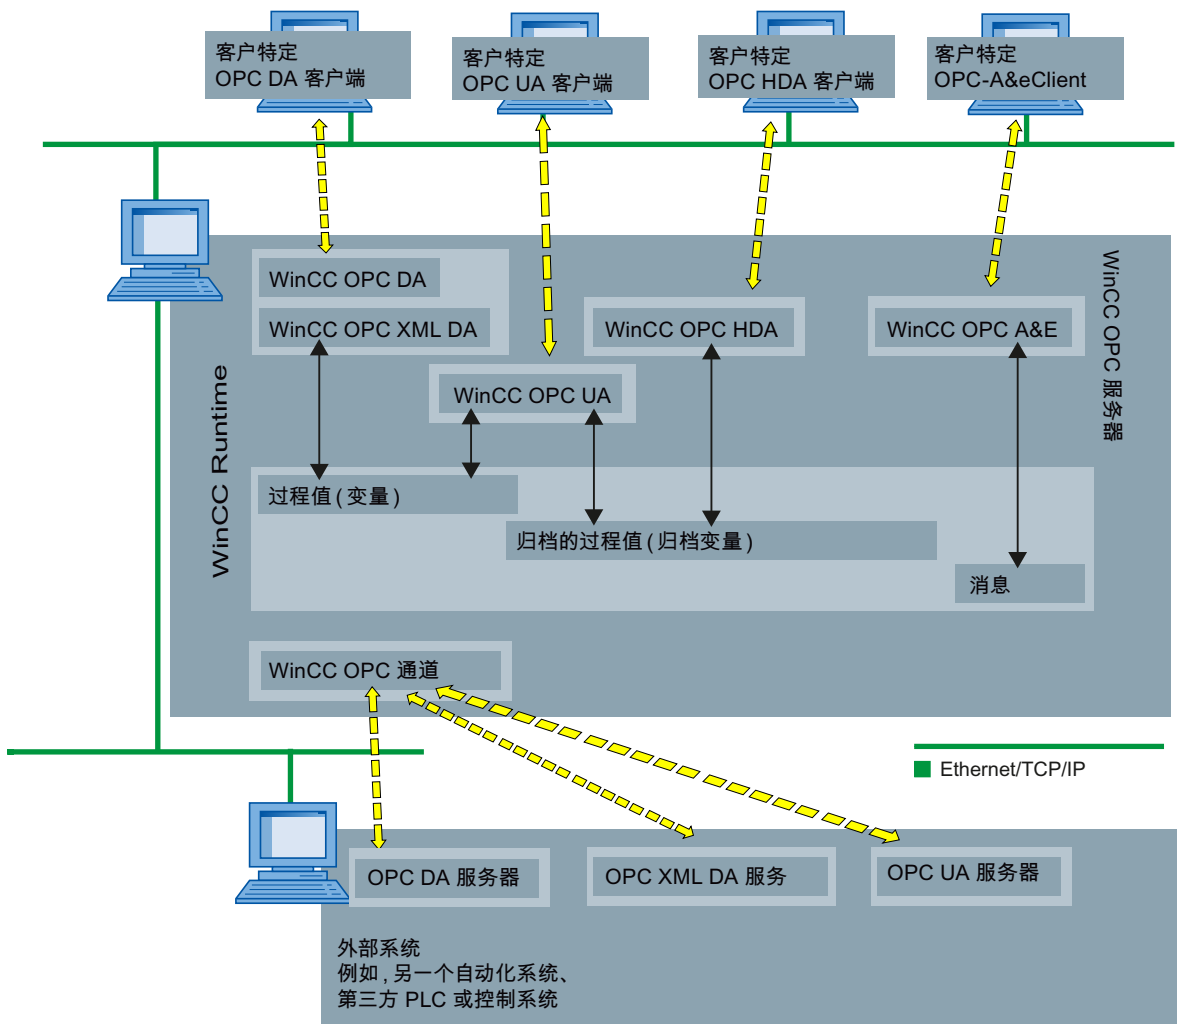 客户特定
OPC DA 客户端
客户特定
OPC UA 客户端
客户特定
OPC HDA 客户端
客户特定
OPC-A&eClient
WinCC OPC DA
WinCC OPC XML DA
WinCC OPC HDA
WinCC OPC A&E
WinCC OPC 服务器
WinCC OPC UA
WinCC Runtime
过程值(变量)
归档的过程值(归档变量)
消息
WinCC OPC 通道
Ethernet/TCP/IP
OPC DA 服务器
OPC XML DA 服务
OPC UA 服务器
外部系统
例如,另一个自动化系统、
第三方 PLC 或控制系统